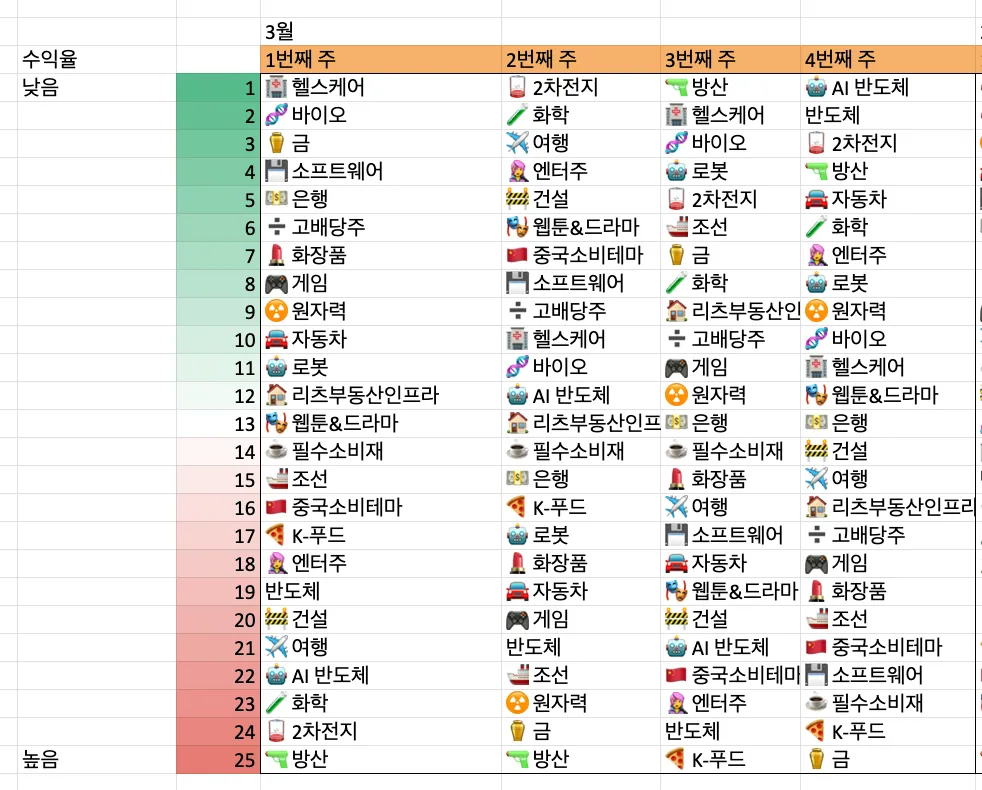 3월
수익율 1번째 주 2번째 주 3번째 주 4번째 주
낮음 1 헬스케어 2차전지 방산 AI 반도체
2 바이오 화학 헬스케어 반도체
3 금 여행 바이오 2차전지
4 소프트웨어 엔터주 로봇 방산
5 은행 건설 2차전지 자동차
6 고배당주 웹툰&드라마 조선 화학
7 화장품 중국소비테마 금 엔터주
8 게임 소프트웨어 화학 로봇
9 원자력 고배당주 리츠부동산인 원자력
10 자동차 헬스케어 고배당주 바이오
11 로봇 바이오 게임 헬스케어
12 리츠부동산인프라 AI 반도체 원자력 웹툰&드라마
13 웹툰&드라마 리츠부동산인프 은행 은행
14 필수소비재 필수소비재 필수소비재 건설
15 조선 은행 화장품 여행
16 중국소비테마 K-푸드 여행 리츠부동산인프라
17 K-푸드 로봇 소프트웨어 고배당주
18 엔터주 화장품 자동차 게임
19 반도체 자동차 웹툰&드라마 화장품
20 건설 게임 건설 조선
21 여행 반도체 AI 반도체 중국소비테마
22 AI 반도체 조선 중국소비테마 소프트웨어
23 화학 원자력 엔터주 필수소비재
24 2차전지 금 반도체 K-푸드
높음 25 방산 방산 K-푸드 금